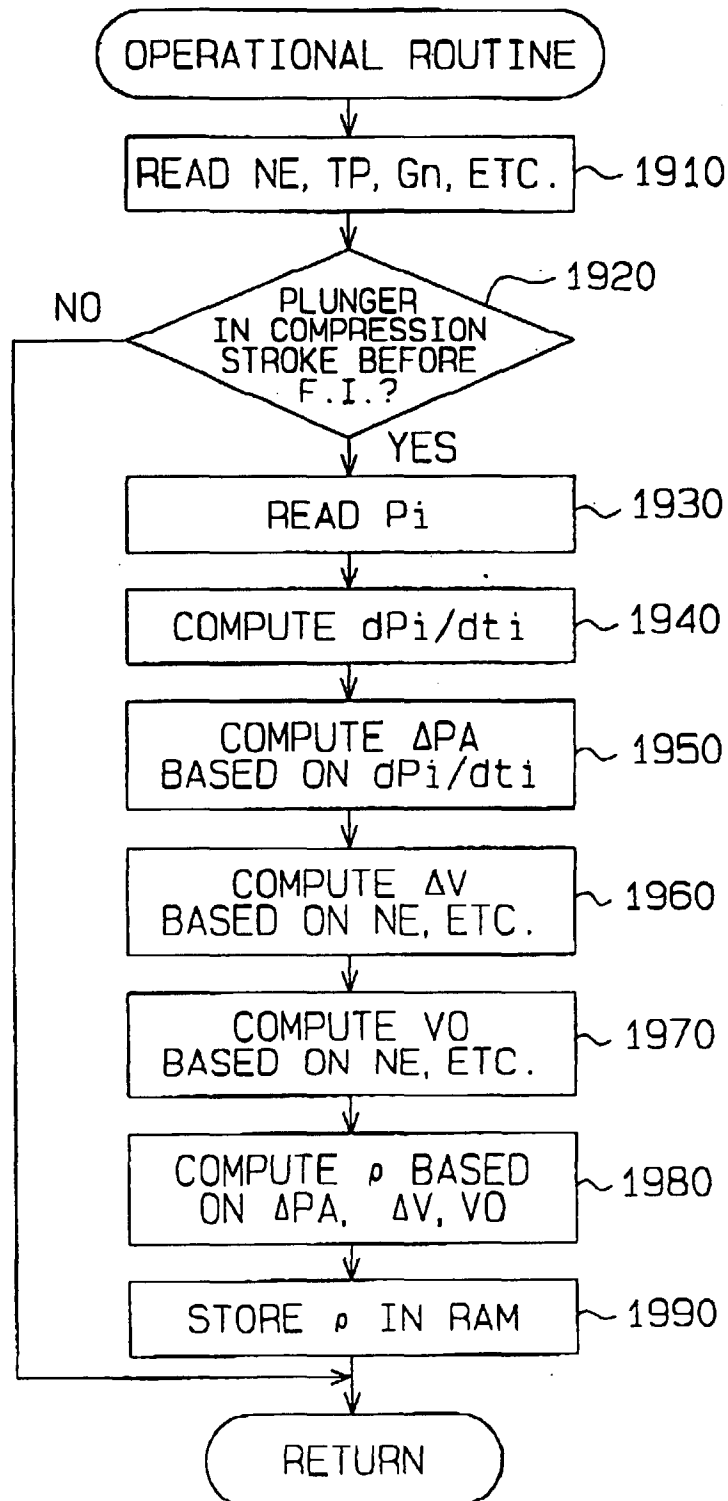 OPERATIONAL ROUTINE
READ NE, TP, Gn, ETC.
1910
1920
NO
PLUNGER
IN COMPRESSION
STROKE BEFORE
F.I.?
YES
READ Pi
1930
COMPUTE dPi/dti
1940
COMPUTE ΔPA
BASED ON dPi/dti
1950
COMPUTE ΔV
BASED ON NE, ETC.
1960
COMPUTE VO
BASED ON NE, ETC.
1970
COMPUTE ρ BASED
ON ΔPA, ΔV, VO
1980
STORE ρ IN RAM
1990
RETURN